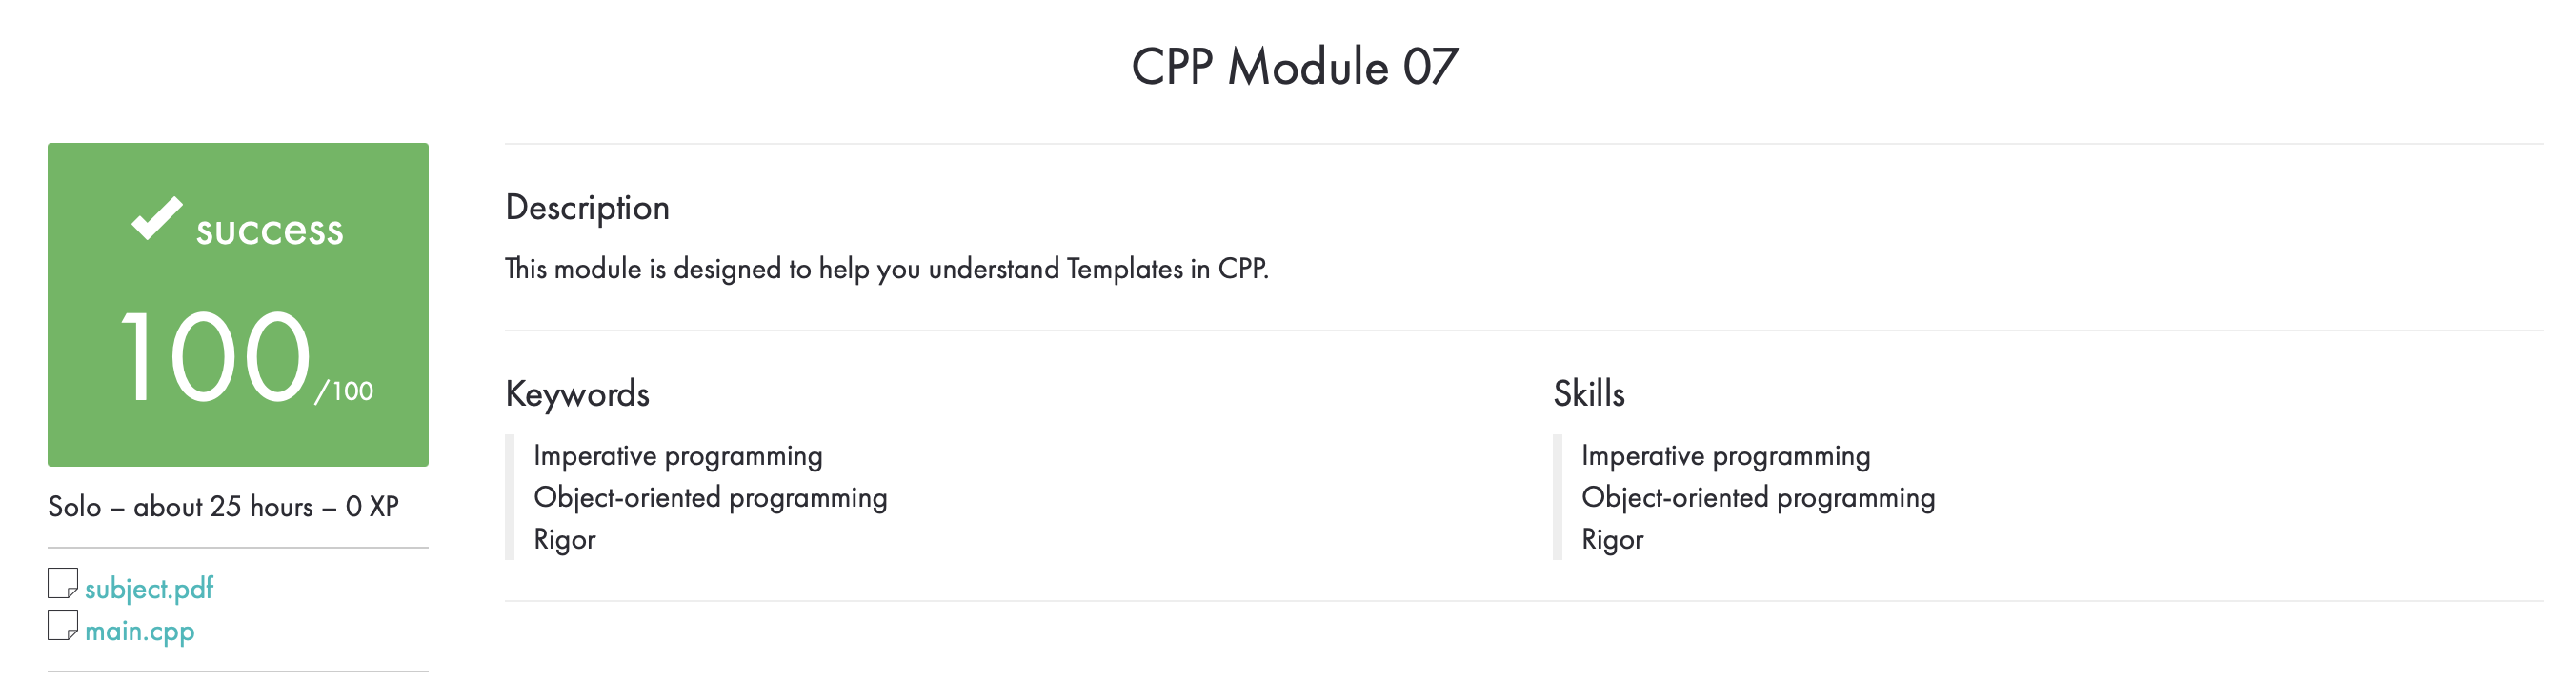 CPP Module 07
success
100/100
Solo – about 25 hours – 0 XP
subject.pdf
main.cpp
Description
This module is designed to help you understand Templates in CPP.
Keywords
Imperative programming
Object-oriented programming
Rigor
Skills
Imperative programming
Object-oriented programming
Rigor